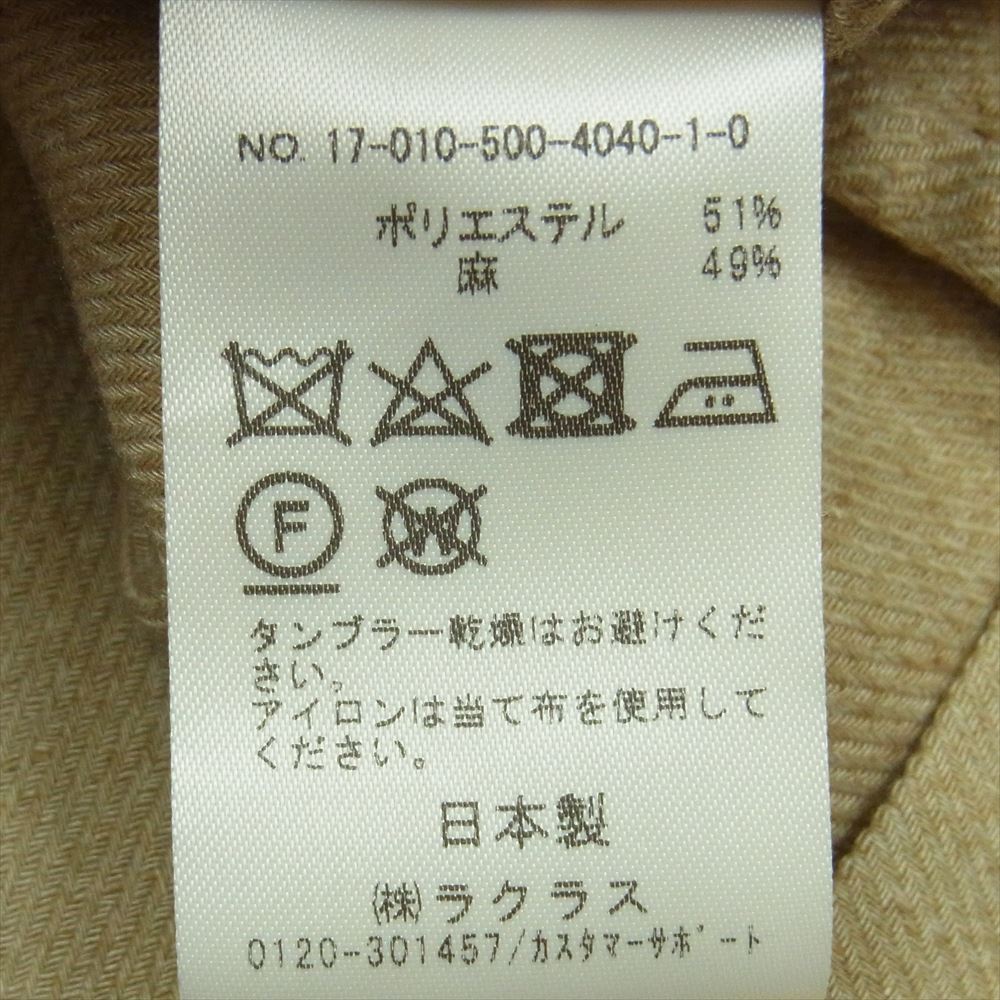 NO. 17-010-500-4040-1-0
ポリエステル 51%
麻 49%
F
W
タンブラー乾燥はお避けくだ
さい。
アイロンは当て布を使用して
ください。
日本製
(株)ラクラス
0120-301457/カスタマーサポート